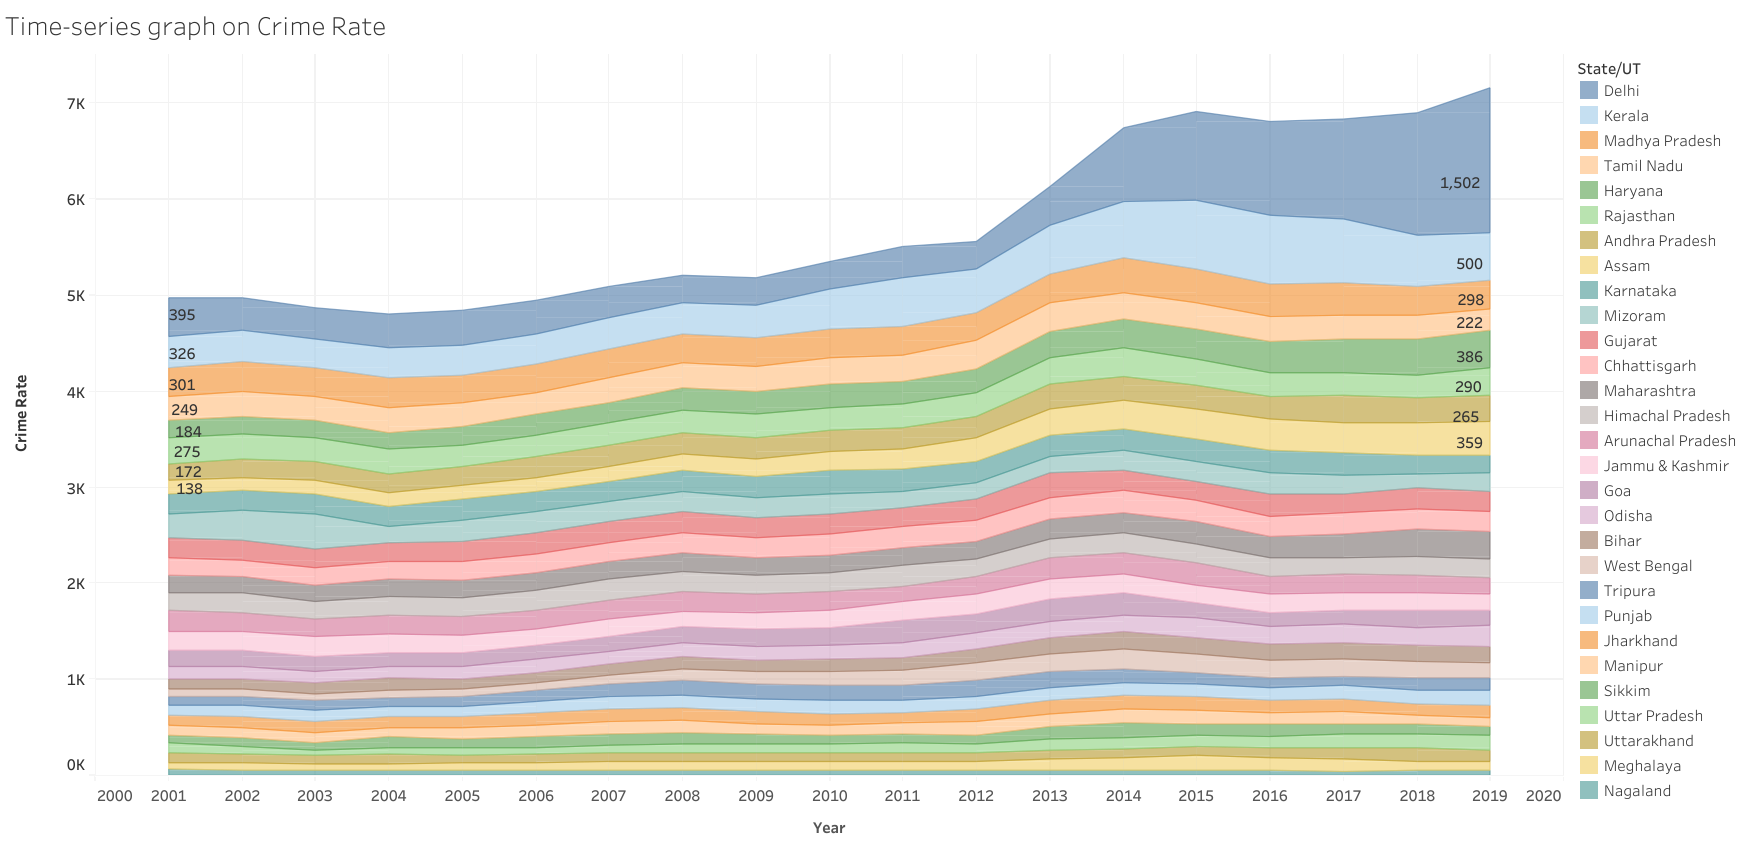 Time-series graph on Crime Rate
State/UT
Delhi
Kerala
Madhya Pradesh
Tamil Nadu
Haryana
Rajasthan
Andhra Pradesh
Assam
Karnataka
Mizoram
Gujarat
Chhattisgarh
Maharashtra
Himachal Pradesh
Arunachal Pradesh
Jammu & Kashmir
Goa
Odisha
Bihar
West Bengal
Tripura
Punjab
Jharkhand
Manipur
Sikkim
Uttar Pradesh
Uttarakhand
Meghalaya
Nagaland
Crime Rate
7K
6K
5K
4K
3K
2K
1K
0K
395
326
301
249
184
275
172
138
1,502
500
298
222
386
290
265
359
2000 2001 2002 2003 2004 2005 2006 2007 2008 2009 2010 2011 2012 2013 2014 2015 2016 2017 2018 2019 2020
Year